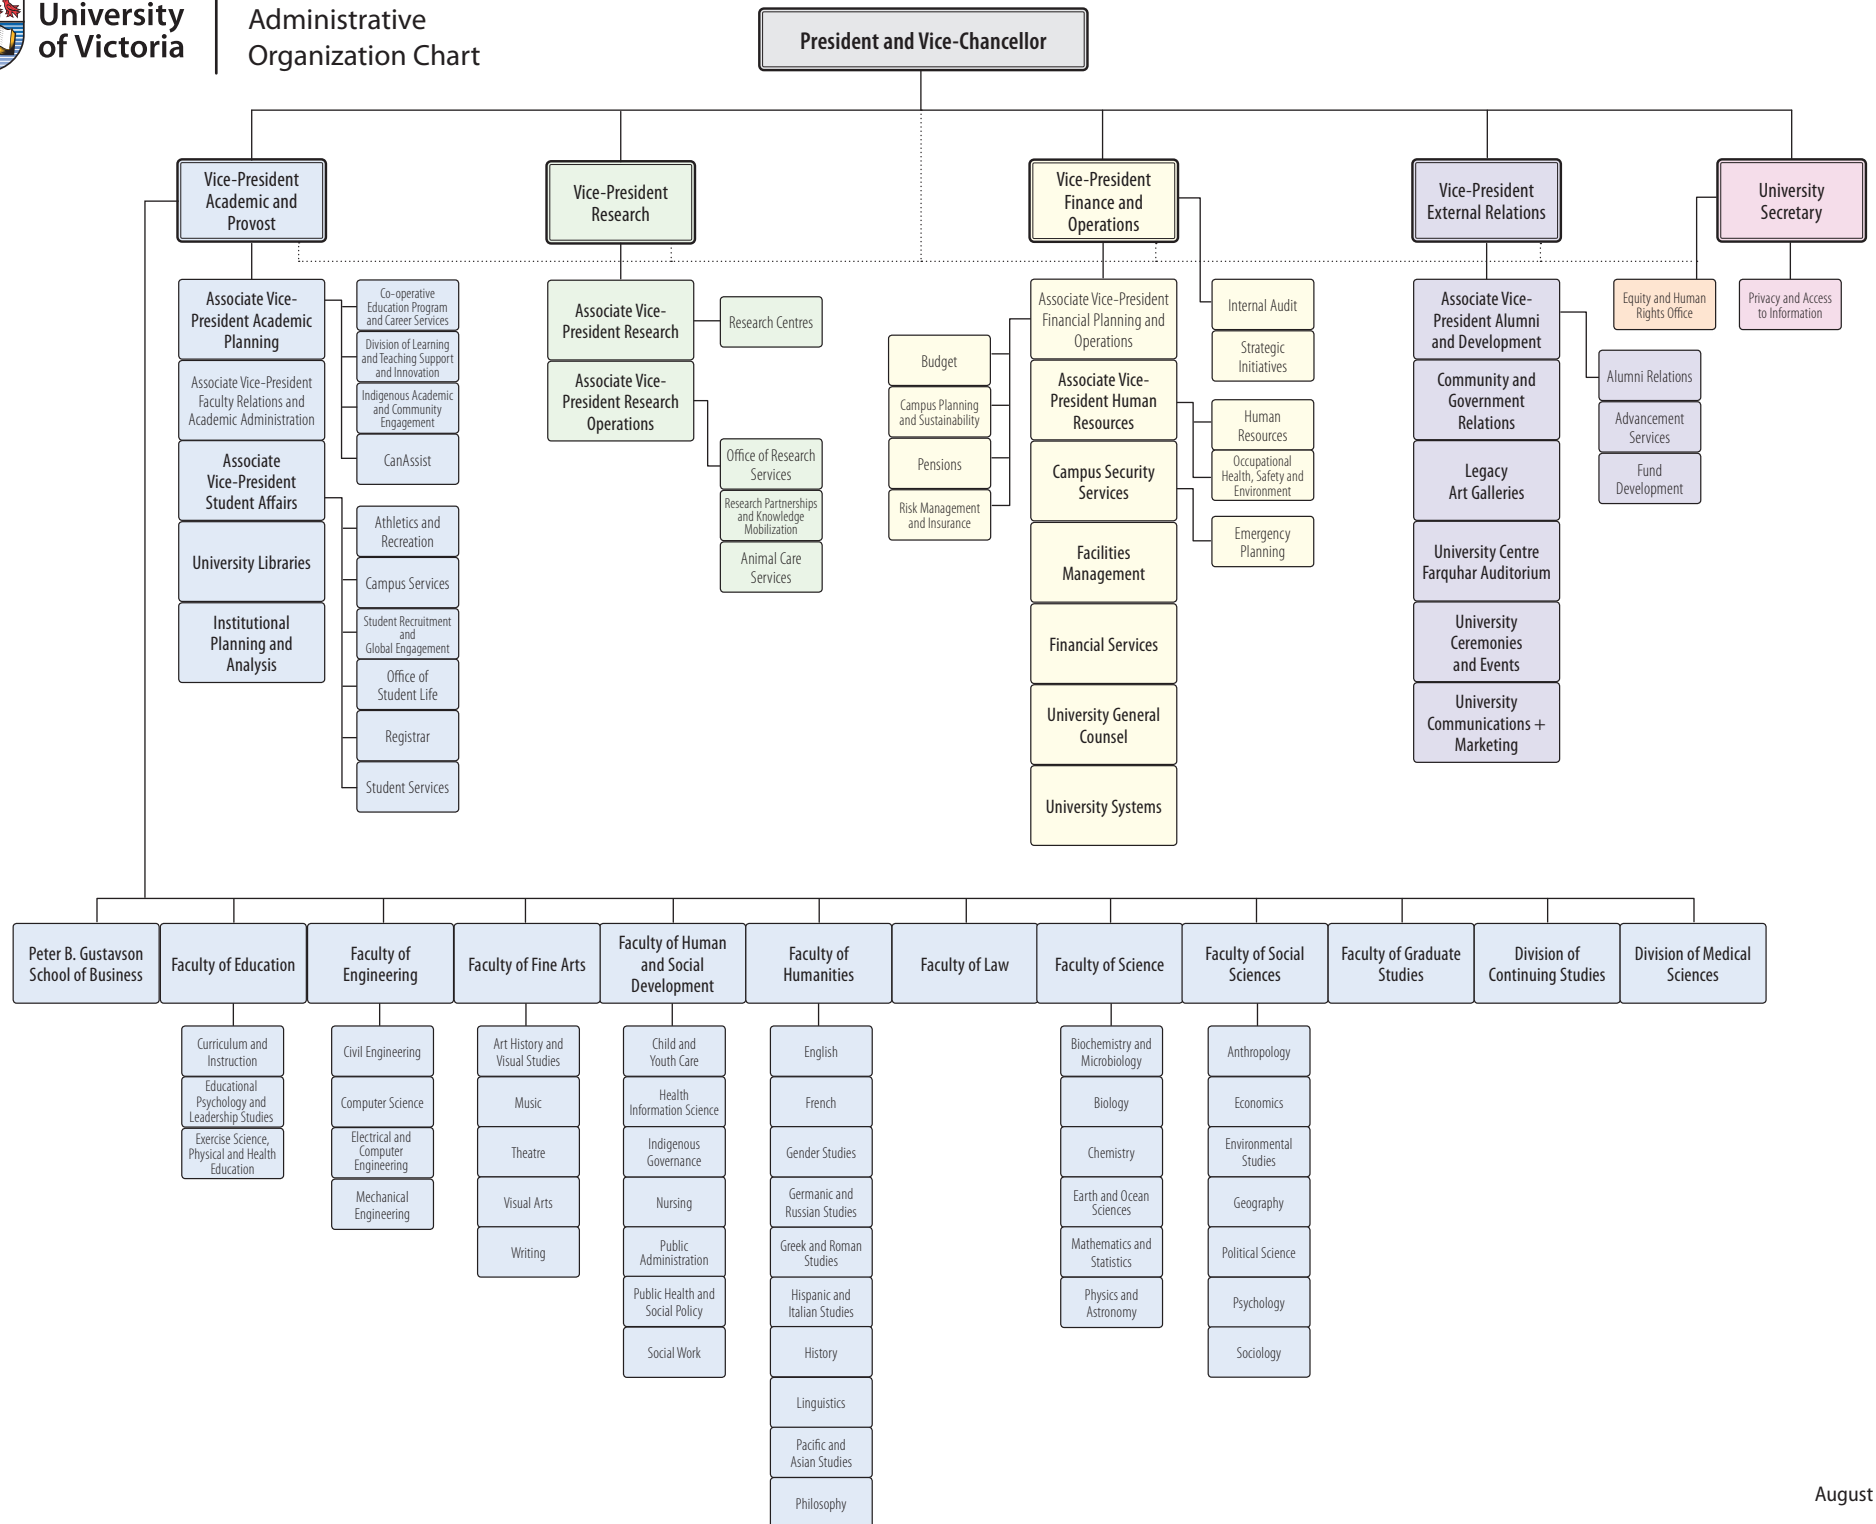 University
of Victoria
Administrative
Organization Chart
President and Vice-Chancellor
Vice-President
Academic and
Provost
Vice-President
Research
Vice-President
Finance and
Operations
Vice-President
External Relations
University
Secretary
Associate Vice-
President Academic
Planning
Associate Vice-President
Faculty Relations and
Academic Administration
Associate
Vice-President
Student Affairs
University Libraries
Institutional
Planning and
Analysis
Co-operative
Education Program
and Career Services
Division of Learning
and Teaching Support
and Innovation
Indigenous Academic
and Community
Engagement
CanAssist
Athletics and
Recreation
Campus Services
Student Recruitment
and
Global Engagement
Office of
Student Life
Registrar
Student Services
Associate Vice-
President Research
Associate Vice-
President Research
Operations
Research Centres
Office of Research
Services
Research Partnerships
and Knowledge
Mobilization
Animal Care
Services
Budget
Campus Planning
and Sustainability
Pensions
Risk Management
and Insurance
Associate Vice-President
Financial Planning and
Operations
Associate Vice-
President Human
Resources
Campus Security
Services
Facilities
Management
Financial Services
University General
Counsel
University Systems
Internal Audit
Strategic
Initiatives
Human
Resources
Occupational
Health, Safety and
Environment
Emergency
Planning
Associate Vice-
President Alumni
and Development
Community and
Government
Relations
Legacy
Art Galleries
University Centre
Farquhar Auditorium
University
Ceremonies
and Events
University
Communications +
Marketing
Alumni Relations
Advancement
Services
Fund
Development
Equity and Human
Rights Office
Privacy and Access
to Information
Peter B. Gustavson
School of Business
Faculty of Education
Faculty of
Engineering
Faculty of Fine Arts
Faculty of Human
and Social
Development
Faculty of
Humanities
Faculty of Law
Faculty of Science
Faculty of Social
Sciences
Faculty of Graduate
Studies
Division of
Continuing Studies
Division of Medical
Sciences
Curriculum and
Instruction
Educational
Psychology and
Leadership Studies
Exercise Science,
Physical and Health
Education
Civil Engineering
Computer Science
Electrical and
Computer
Engineering
Mechanical
Engineering
Art History and
Visual Studies
Music
Theatre
Visual Arts
Writing
Child and
Youth Care
Health
Information Science
Indigenous
Governance
Nursing
Public
Administration
Public Health and
Social Policy
Social Work
English
French
Gender Studies
Germanic and
Russian Studies
Greek and Roman
Studies
Hispanic and
Italian Studies
History
Linguistics
Pacific and
Asian Studies
Philosophy
Biochemistry and
Microbiology
Biology
Chemistry
Earth and Ocean
Sciences
Mathematics and
Statistics
Physics and
Astronomy
Anthropology
Economics
Environmental
Studies
Geography
Political Science
Psychology
Sociology
August